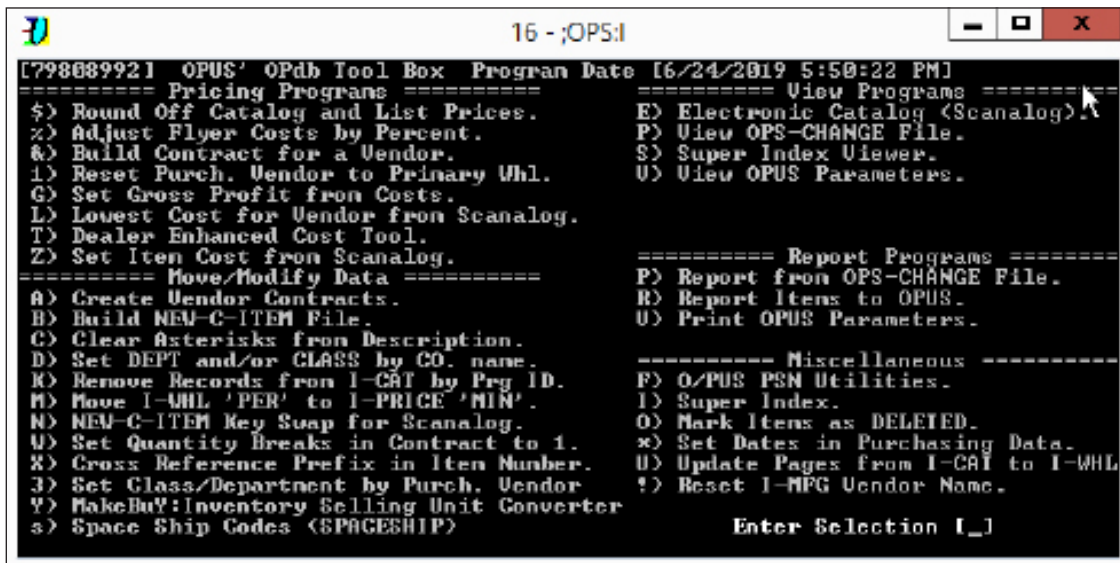 16 - ;OPS:I
[79808992]  OPUS' OPdb Tool Box  Program Date [6/24/2019 5:50:22 PM]
========== Pricing Programs ==========
$) Round Off Catalog and List Prices.
%) Adjust Flyer Costs by Percent.
&) Build Contract for a Vendor.
1) Reset Purch. Vendor to Primary Whl.
G) Set Gross Profit from Costs.
L) Lowest Cost for Vendor from Scanalog.
T) Dealer Enhanced Cost Tool.
Z) Set Item Cost from Scanalog.
========== Move/Modify Data ==========
A) Create Vendor Contracts.
B) Build NEW-C-ITEM File.
C) Clear Asterisks from Description.
D) Set DEPT and/or CLASS by CO. name.
K) Remove Records from I-CAT by Prg ID.
M) Move I-WHL 'PER' to I-PRICE 'MIN'.
N) NEW-C-ITEM Key Swap for Scanalog.
W) Set Quantity Breaks in Contract to 1.
X) Cross Reference Prefix in Item Number.
3) Set Class/Department by Purch. Vendor
Y) MakeBuY:Inventory Selling Unit Converter
s) Space Ship Codes (SPACESHIP)
========== View Programs ==========
E) Electronic Catalog (Scanalog).
P) View OPS-CHANGE File.
S) Super Index Viewer.
V) View OPUS Parameters.
========== Report Programs ========
P) Report from OPS-CHANGE File.
R) Report Items to OPUS.
U) Print OPUS Parameters.
========== Miscellaneous ==========
F) O/PUS PSN Utilities.
I) Super Index.
O) Mark Items as DELETED.
*) Set Dates in Purchasing Data.
U) Update Pages from I-CAT to I-WHL
!) Reset I-MFG Vendor Name.
Enter Selection [_]